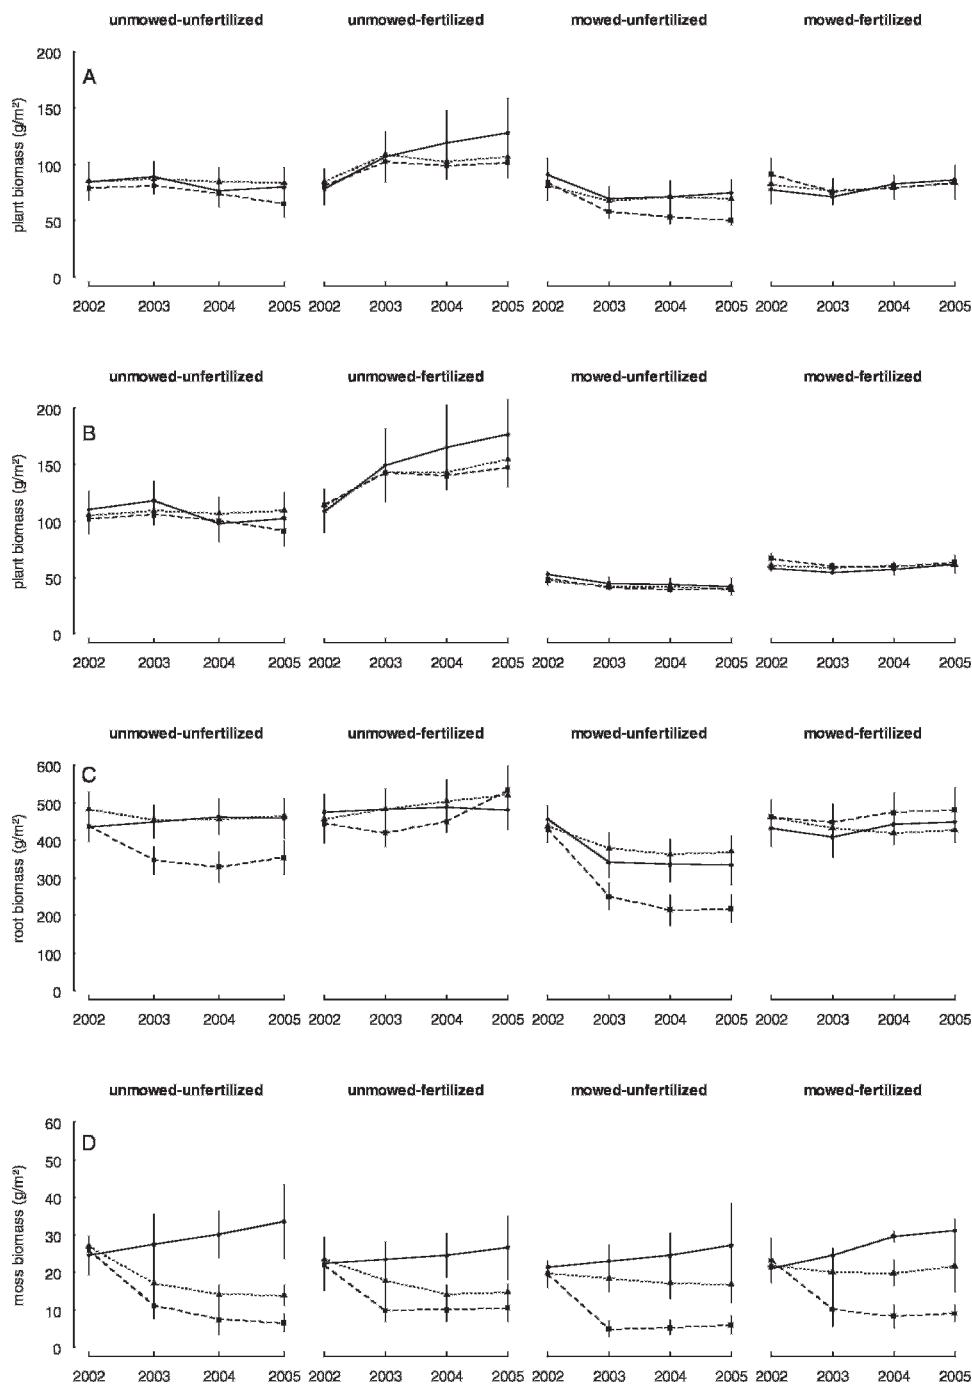 unmowed-unfertilized unmowed-fertilized mowed-unfertilized mowed-fertilized
200
A
150
100
50
0
plant biomass (g/m²)
2002 2003 2004 2005 2002 2003 2004 2005 2002 2003 2004 2005 2002 2003 2004 2005
unmowed-unfertilized unmowed-fertilized mowed-unfertilized mowed-fertilized
200
B
150
100
50
0
plant biomass (g/m²)
2002 2003 2004 2005 2002 2003 2004 2005 2002 2003 2004 2005 2002 2003 2004 2005
unmowed-unfertilized unmowed-fertilized mowed-unfertilized mowed-fertilized
600
C
500
400
300
200
100
0
root biomass (g/m²)
2002 2003 2004 2005 2002 2003 2004 2005 2002 2003 2004 2005 2002 2003 2004 2005
unmowed-unfertilized unmowed-fertilized mowed-unfertilized mowed-fertilized
60
D
50
40
30
20
10
0
moss biomass (g/m²)
2002 2003 2004 2005 2002 2003 2004 2005 2002 2003 2004 2005 2002 2003 2004 2005